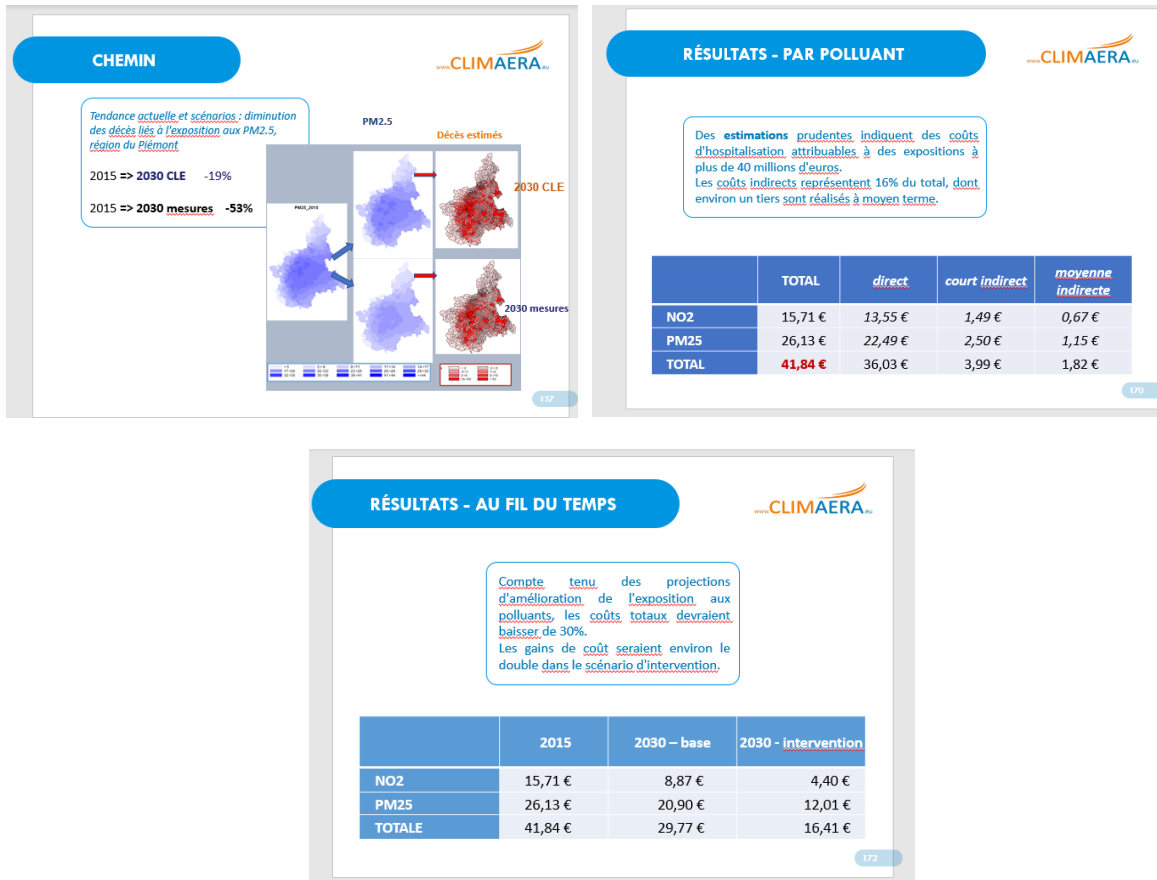 CHEMIN
www.CLIMAERA.eu
Tendance actuelle et scénarios : diminution
des décès liés à l'exposition aux PM2.5,
région du Piémont
2015 => 2030 CLE -19%
2015 => 2030 mesures -53%
PM2.5
Décès estimés
2030 CLE
PM25_2015
2030 mesures
157
RÉSULTATS - PAR POLLUANT
www.CLIMAERA.eu
Des estimations prudentes indiquent des coûts
d'hospitalisation attribuables à des expositions à
plus de 40 millions d'euros.
Les coûts indirects représentent 16% du total, dont
environ un tiers sont réalisés à moyen terme.
TOTAL direct court indirect moyenne indirecte
NO2 15,71 € 13,55 € 1,49 € 0,67 €
PM25 26,13 € 22,49 € 2,50 € 1,15 €
TOTAL 41,84 € 36,03 € 3,99 € 1,82 €
170
RÉSULTATS - AU FIL DU TEMPS
www.CLIMAERA.eu
Compte tenu des projections
d'amélioration de l'exposition aux
polluants, les coûts totaux devraient
baisser de 30%.
Les gains de coût seraient environ le
double dans le scénario d'intervention.
2015 2030 – base 2030 - intervention
NO2 15,71 € 8,87 € 4,40 €
PM25 26,13 € 20,90 € 12,01 €
TOTALE 41,84 € 29,77 € 16,41 €
172